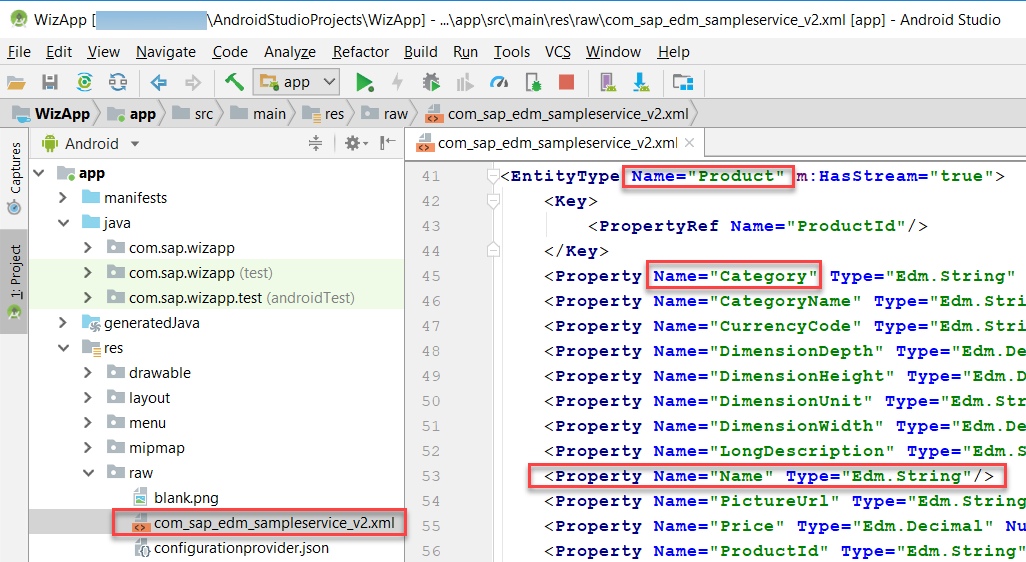 WizApp [ \AndroidStudioProjects\WizApp] - ...\app\src\main\res\raw\com_sap_edm_sampleservice_v2.xml [app] - Android Studio
File Edit View Navigate Code Analyze Refactor Build Run Tools VCS Window Help
app
WizApp app src main res raw com_sap_edm_sampleservice_v2.xml
Captures
1: Project
Android
app
manifests
java
com.sap.wizapp
com.sap.wizapp (test)
com.sap.wizapp.test (androidTest)
generatedJava
res
drawable
layout
menu
mipmap
raw
blank.png
com_sap_edm_sampleservice_v2.xml
configurationprovider.json
com_sap_edm_sampleservice_v2.xml
41 <EntityType Name="Product" m:HasStream="true">
42 <Key>
43 <PropertyRef Name="ProductId"/>
44 </Key>
45 <Property Name="Category" Type="Edm.String"
46 <Property Name="CategoryName" Type="Edm.Stri
47 <Property Name="CurrencyCode" Type="Edm.Stri
48 <Property Name="DimensionDepth" Type="Edm.De
49 <Property Name="DimensionHeight" Type="Edm.D
50 <Property Name="DimensionUnit" Type="Edm.Str
51 <Property Name="DimensionWidth" Type="Edm.De
52 <Property Name="LongDescription" Type="Edm.S
53 <Property Name="Name" Type="Edm.String"/>
54 <Property Name="PictureUrl" Type="Edm.String
55 <Property Name="Price" Type="Edm.Decimal" Nu
56 <Property Name="ProductId" Type="Edm.String"